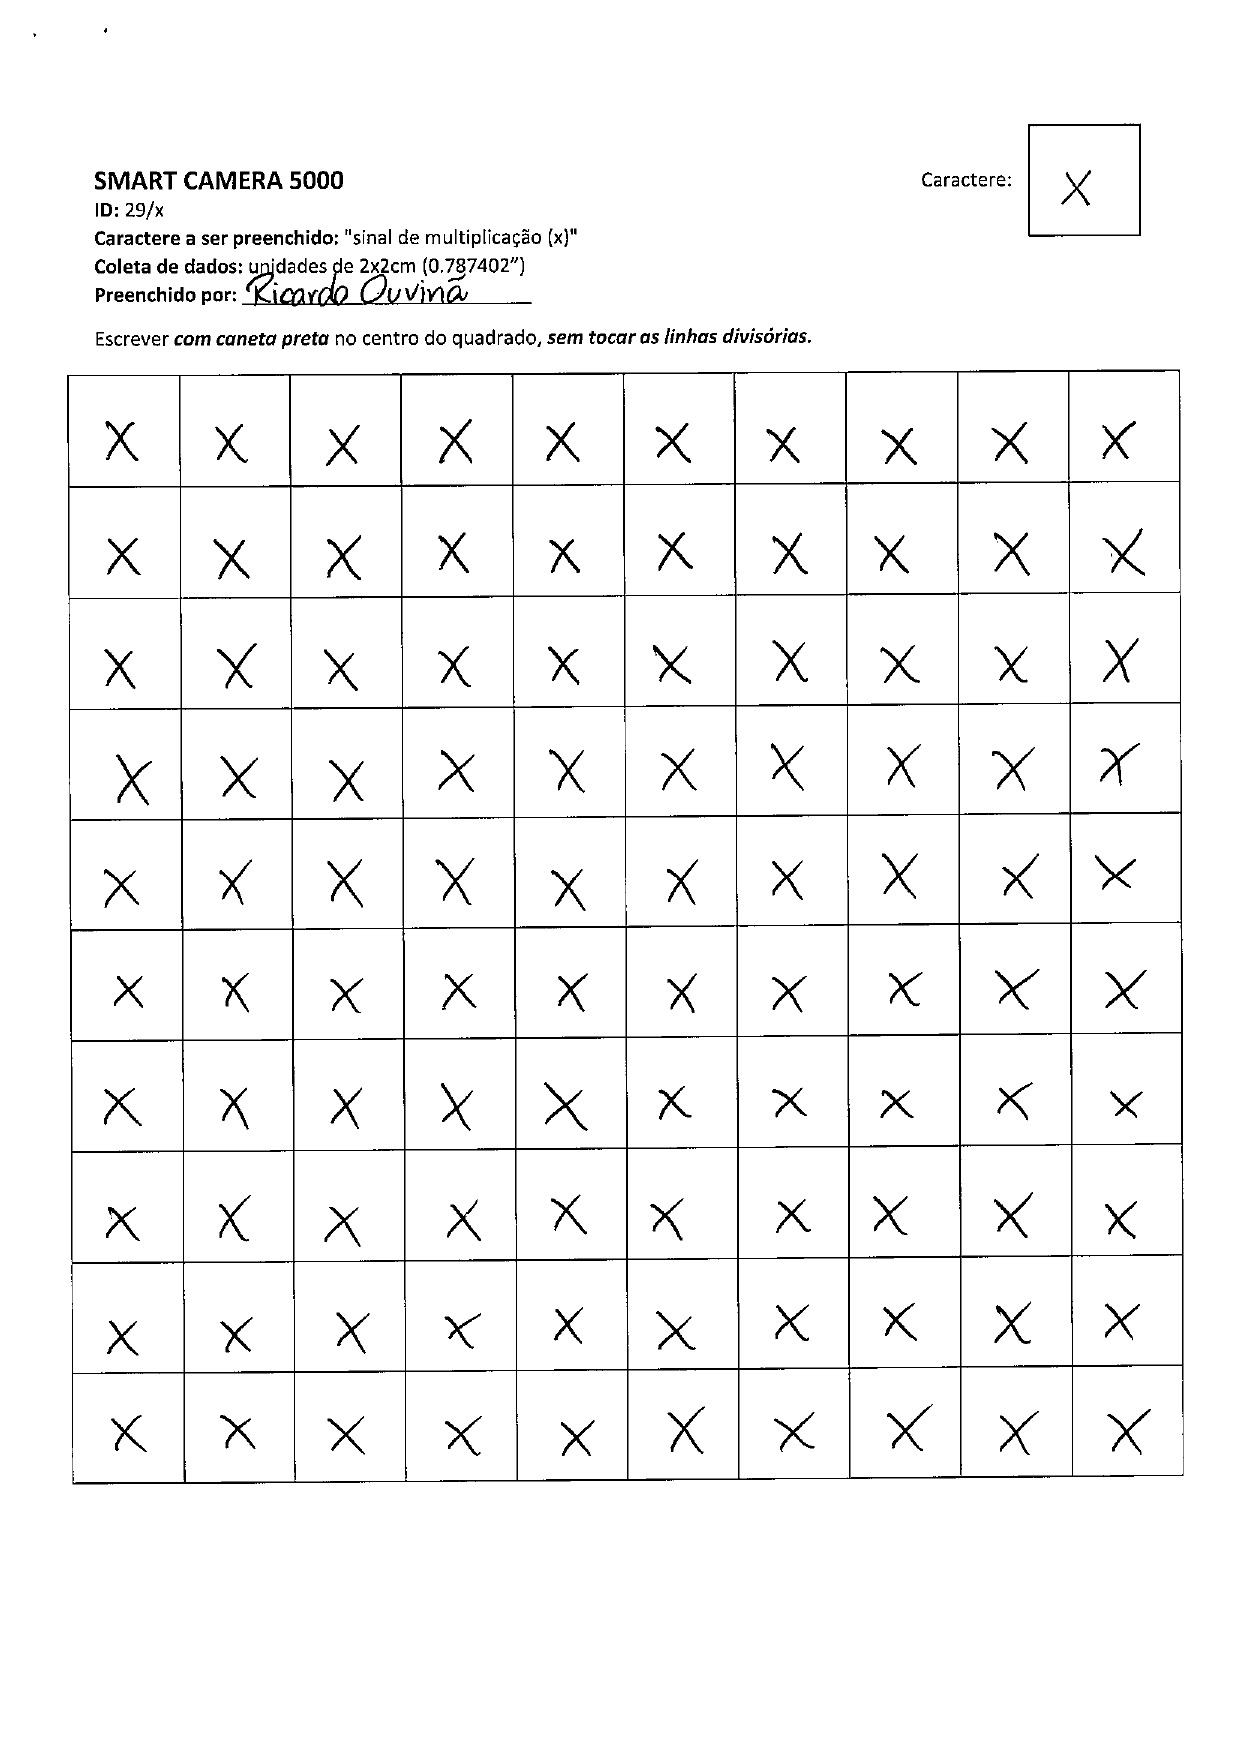 SMART CAMERA 5000
Caractere: X
ID: 29/x
Caractere a ser preenchido: "sinal de multiplicação (x)"
Coleta de dados: unidades de 2x2cm (0.787402")
Preenchido por: Ricardo Ouvinã
Escrever com caneta preta no centro do quadrado, sem tocar as linhas divisórias.
X X X X X X X X X X
X X X X X X X X X X
X X X X X X X X X X
X X X X X X X X X X
X X X X X X X X X X
X X X X X X X X X X
X X X X X X X X X X
X X X X X X X X X X
X X X X X X X X X X
X X X X X X X X X X